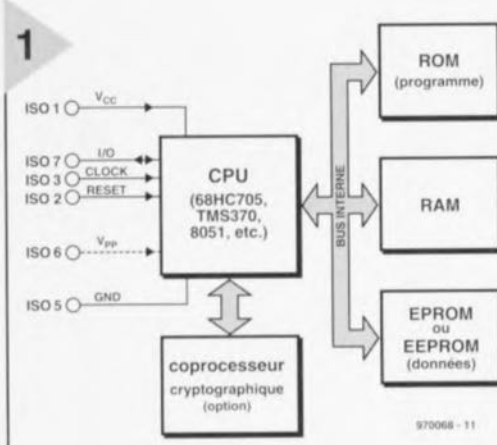 1
ISO 1
VCC
ISO 7
I/O
ISO 3
CLOCK
ISO 2
RESET
ISO 6
VPP
ISO 5
GND
CPU
(68HC705,
TMS370,
8051, etc.)
coprocesseur
cryptographique
(option)
BUS INTERNE
ROM
(programme)
RAM
EPROM
ou
EEPROM
(données)
970068 - 11